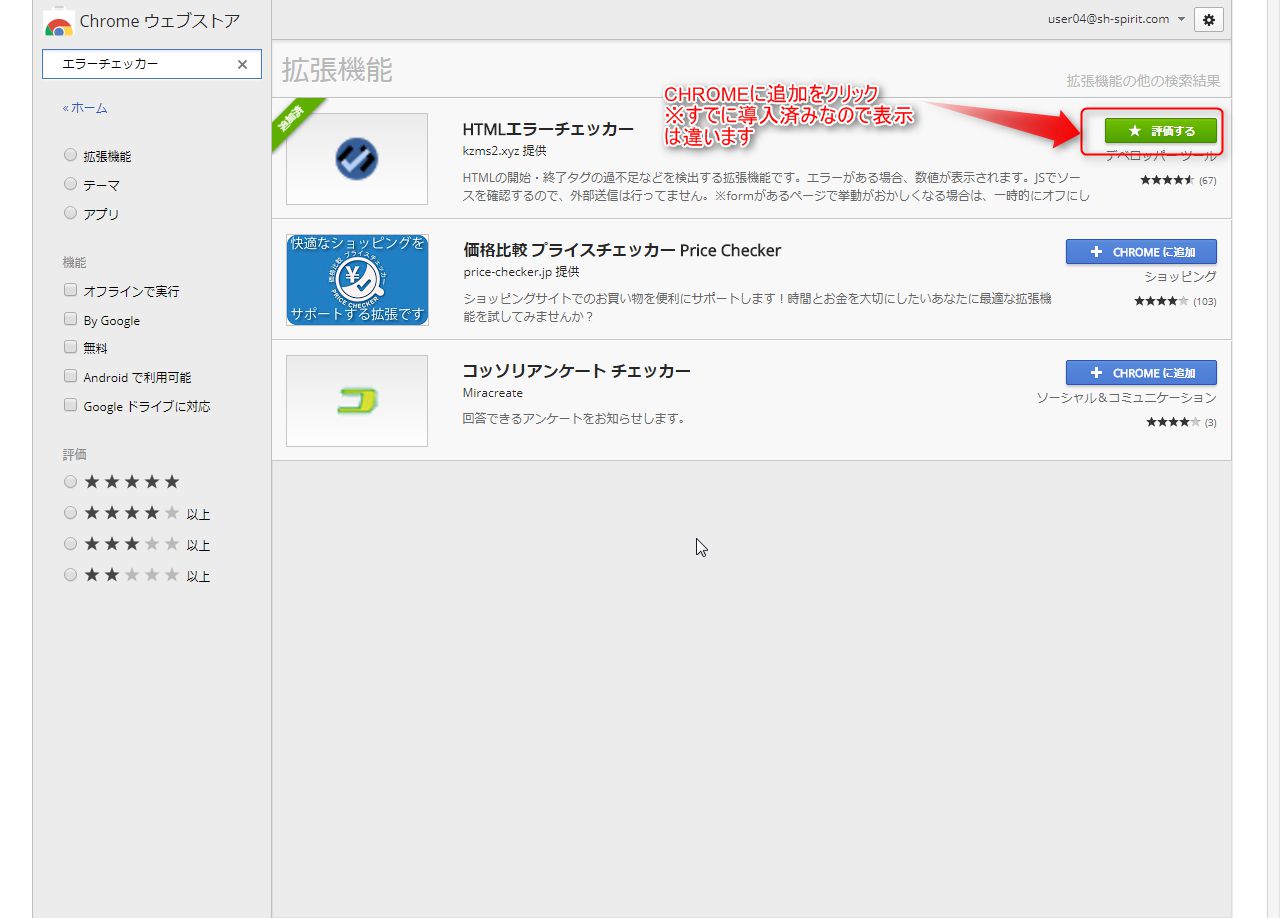 Chrome ウェブストア
user04@sh-spirit.com
エラーチェッカー
«ホーム
拡張機能
テーマ
アプリ
機能
オフラインで実行
By Google
無料
Android で利用可能
Google ドライブに対応
評価
以上
以上
以上
拡張機能
拡張機能の他の検索結果
CHROMEに追加をクリック
※すでに導入済みなので表示
は違います
追加済
HTMLエラーチェッカー
kzms2.xyz 提供
HTMLの開始・終了タグの過不足などを検出する拡張機能です。エラーがある場合、数値が表示されます。JSでソー
スを確認するので、外部送信は行ってません。※formがあるページで挙動がおかしくなる場合は、一時的にオフにし
★ 評価する
デベロッパー ツール
(67)
快適なショッピングを
価格比較 プライスチェッカー
PRICE CHECKER
サポートする拡張です
価格比較 プライスチェッカー Price Checker
price-checker.jp 提供
ショッピングサイトでのお買い物を便利にサポートします！時間とお金を大切にしたいあなたに最適な拡張機
能を試してみませんか？
+ CHROME に追加
ショッピング
(103)
コッソリアンケート チェッカー
Miracreate
回答できるアンケートをお知らせします。
+ CHROME に追加
ソーシャル＆コミュニケーション
(3)